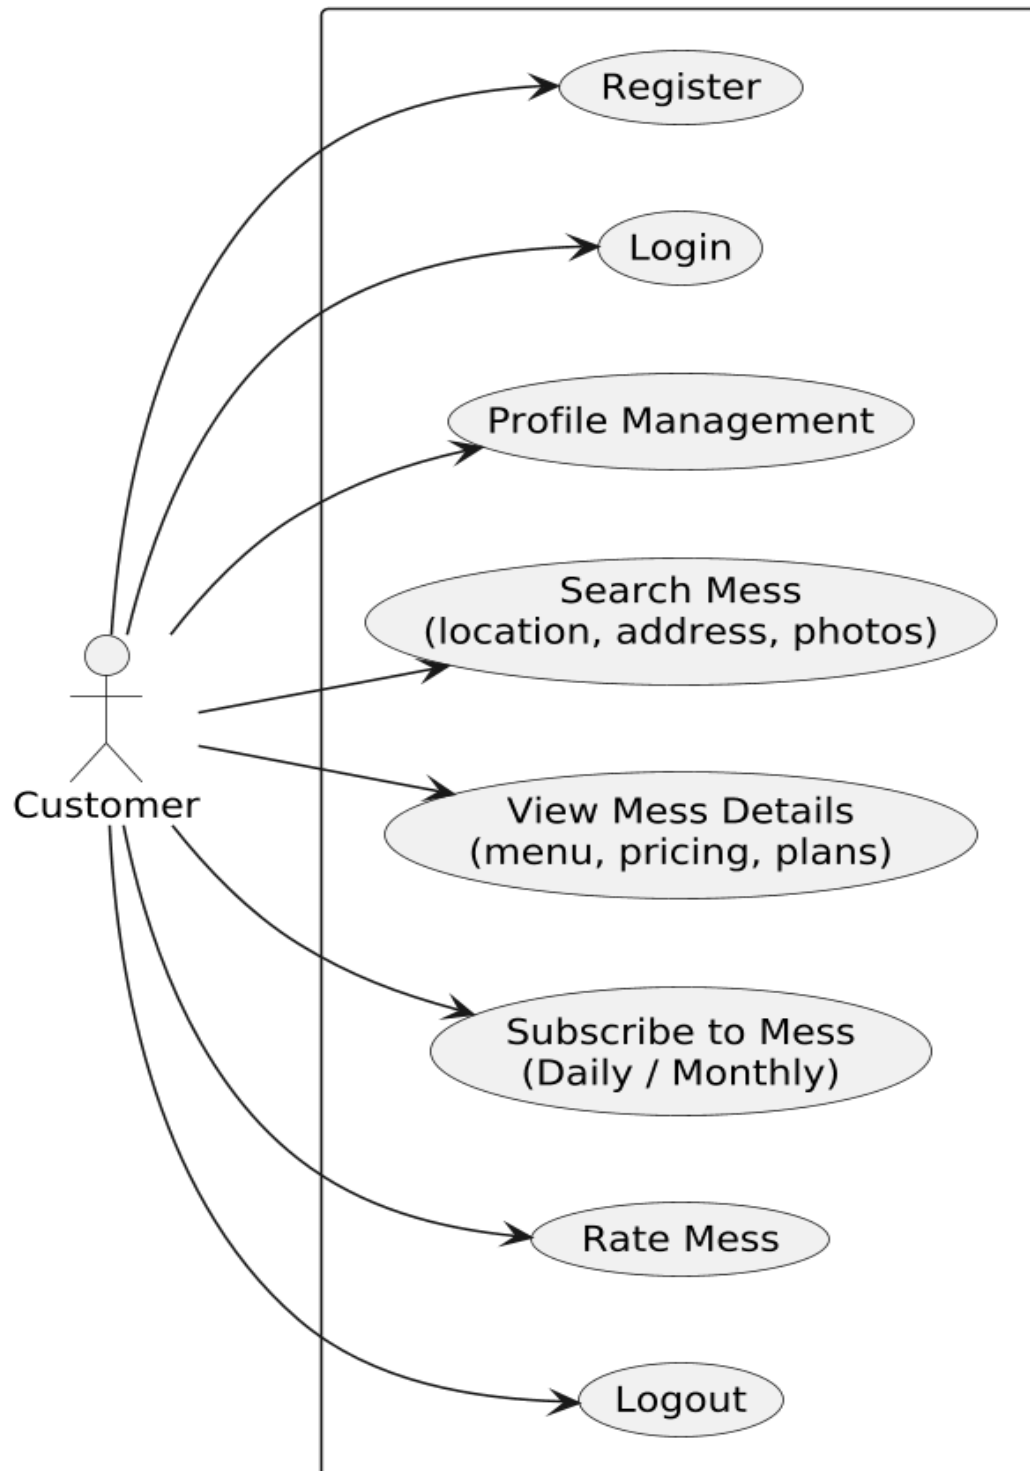 Register
Login
Profile Management
Search Mess
(location, address, photos)
Customer
View Mess Details
(menu, pricing, plans)
Subscribe to Mess
(Daily / Monthly)
Rate Mess
Logout